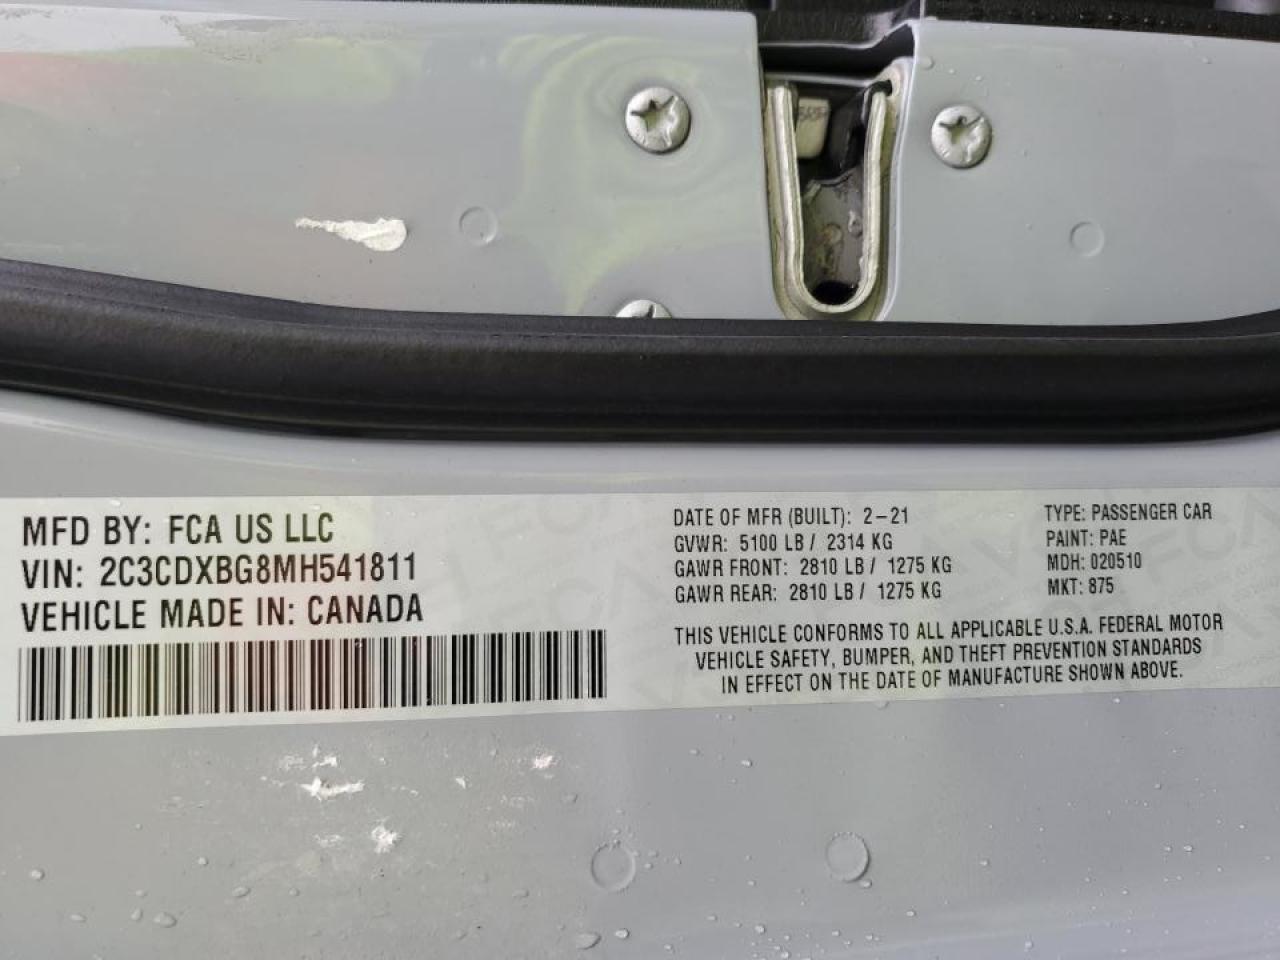 MFD BY: FCA US LLC
VIN: 2C3CDXBG8MH541811
VEHICLE MADE IN: CANADA
DATE OF MFR (BUILT): 2-21
GVWR: 5100 LB / 2314 KG
GAWR FRONT: 2810 LB / 1275 KG
GAWR REAR: 2810 LB / 1275 KG
TYPE: PASSENGER CAR
PAINT: PAE
MDH: 020510
MKT: 875
THIS VEHICLE CONFORMS TO ALL APPLICABLE U.S.A. FEDERAL MOTOR
VEHICLE SAFETY, BUMPER, AND THEFT PREVENTION STANDARDS
IN EFFECT ON THE DATE OF MANUFACTURE SHOWN ABOVE.